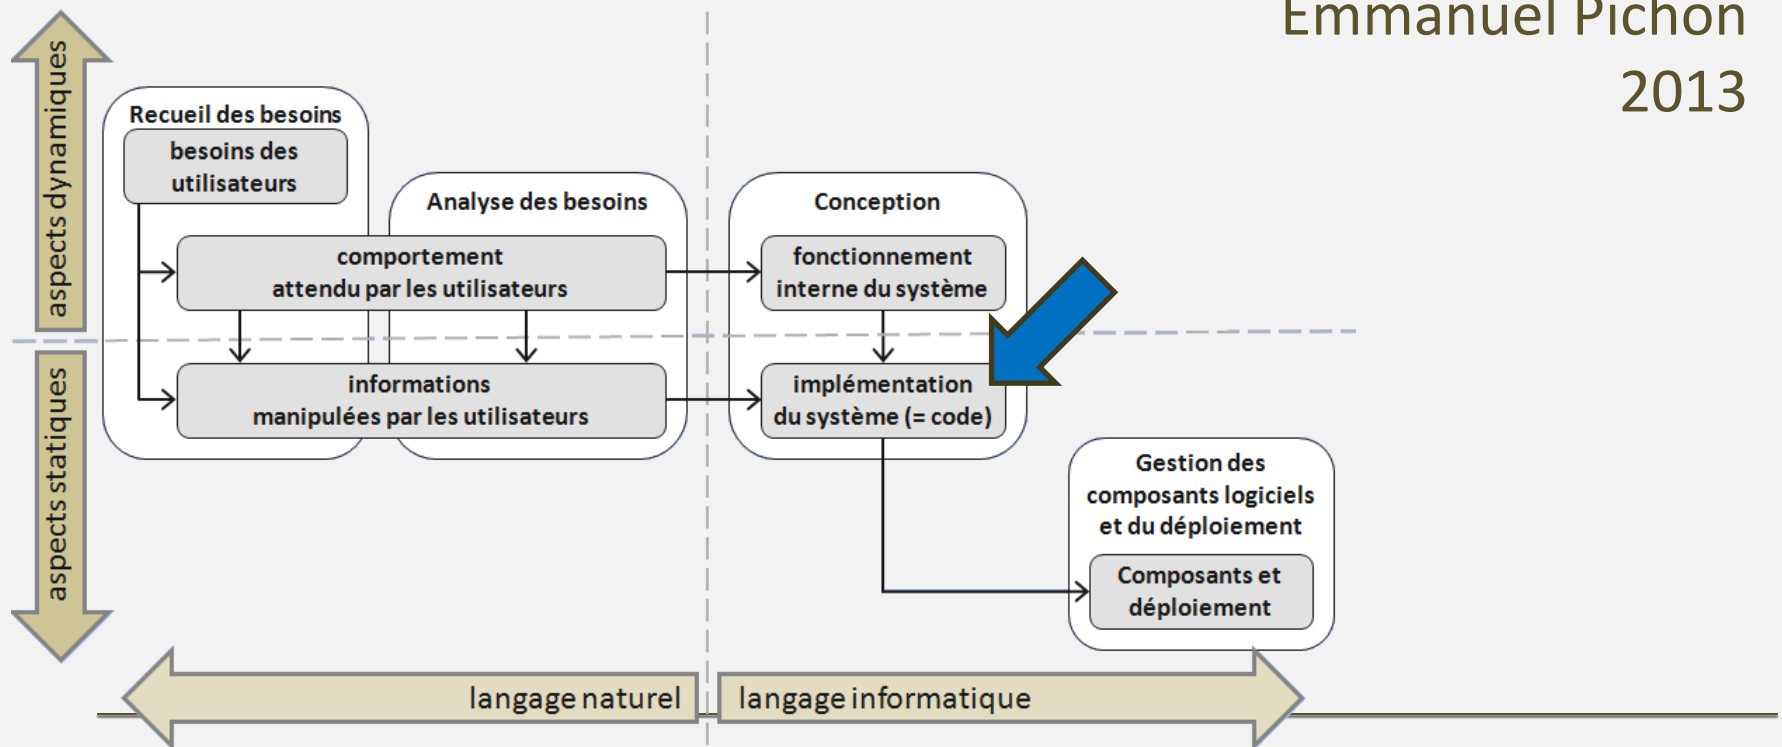 Emmanuel Pichon
2013
aspects dynamiques
Recueil des besoins
besoins des
utilisateurs
Analyse des besoins
Conception
comportement
attendu par les utilisateurs
fonctionnement
interne du système
aspects statiques
informations
manipulées par les utilisateurs
implémentation
du système (= code)
Gestion des
composants logiciels
et du déploiement
Composants et
déploiement
langage naturel
langage informatique